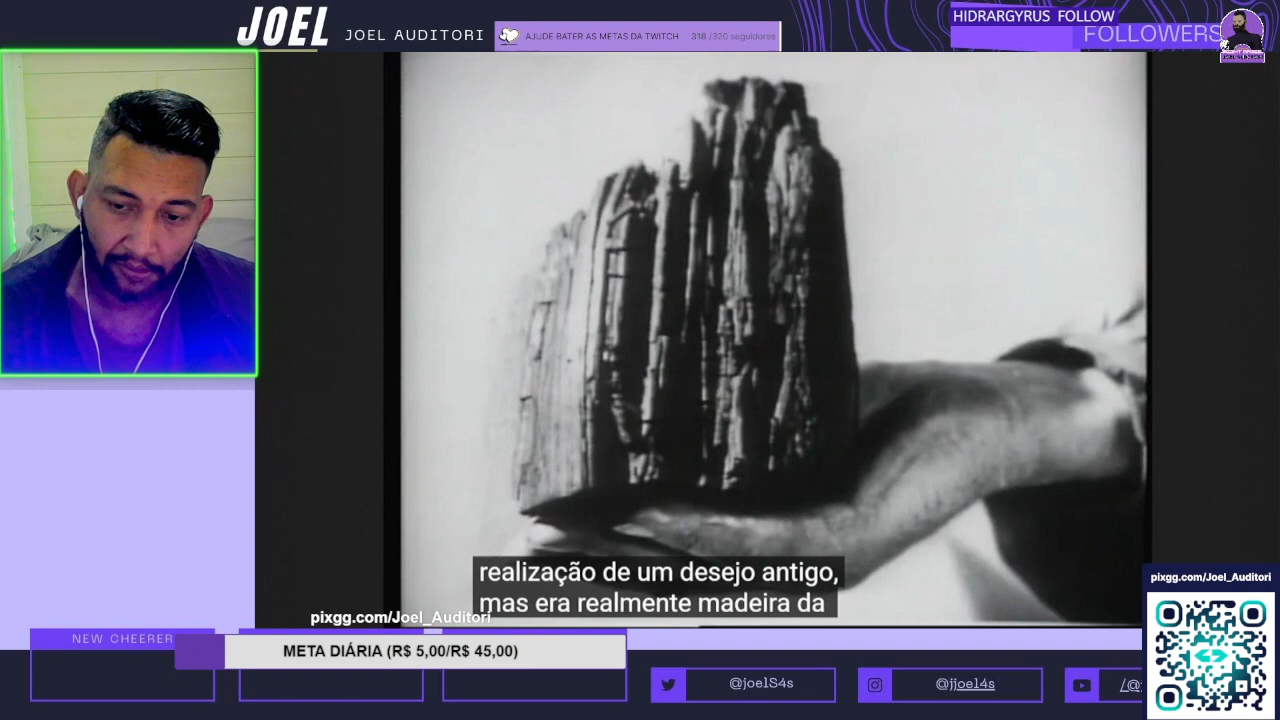 JOEL
JOEL AUDITORI
AJUDE BATER AS METAS DA TWITCH 318 /320 seguidores
HIDRARGYRUS FOLLOW
FOLLOWERS
realização de um desejo antigo,
mas era realmente madeira da
pixgg.com/Joel_Auditori
pixgg.com/Joel_Auditori
NEW CHEERER
META DIÁRIA (R$ 5,00/R$ 45,00)
@joelS4s
@jjoel4s
/@